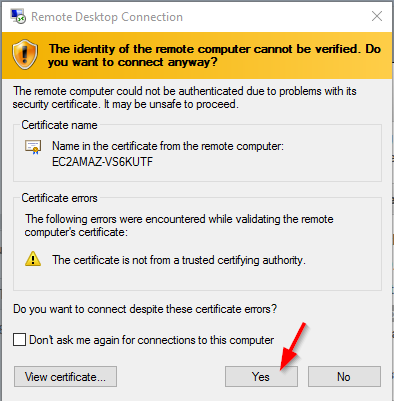 Remote Desktop Connection
The identity of the remote computer cannot be verified. Do
you want to connect anyway?
The remote computer could not be authenticated due to problems with its
security certificate. It may be unsafe to proceed.
Certificate name
Name in the certificate from the remote computer:
EC2AMAZ-VS6KUTF
Certificate errors
The following errors were encountered while validating the remote
computer's certificate:
The certificate is not from a trusted certifying authority.
Do you want to connect despite these certificate errors?
Don't ask me again for connections to this computer
View certificate...
Yes
No